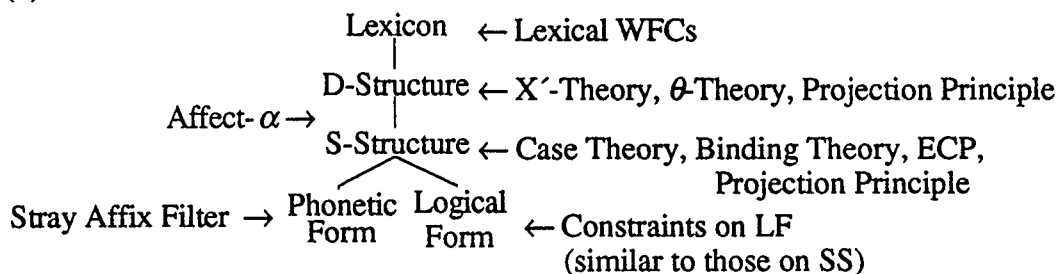 Lexicon ← Lexical WFCs
D-Structure ← X´-Theory, θ-Theory, Projection Principle
Affect-α →
S-Structure ← Case Theory, Binding Theory, ECP,
Projection Principle
Stray Affix Filter → Phonetic Logical
Form Form ← Constraints on LF
(similar to those on SS)